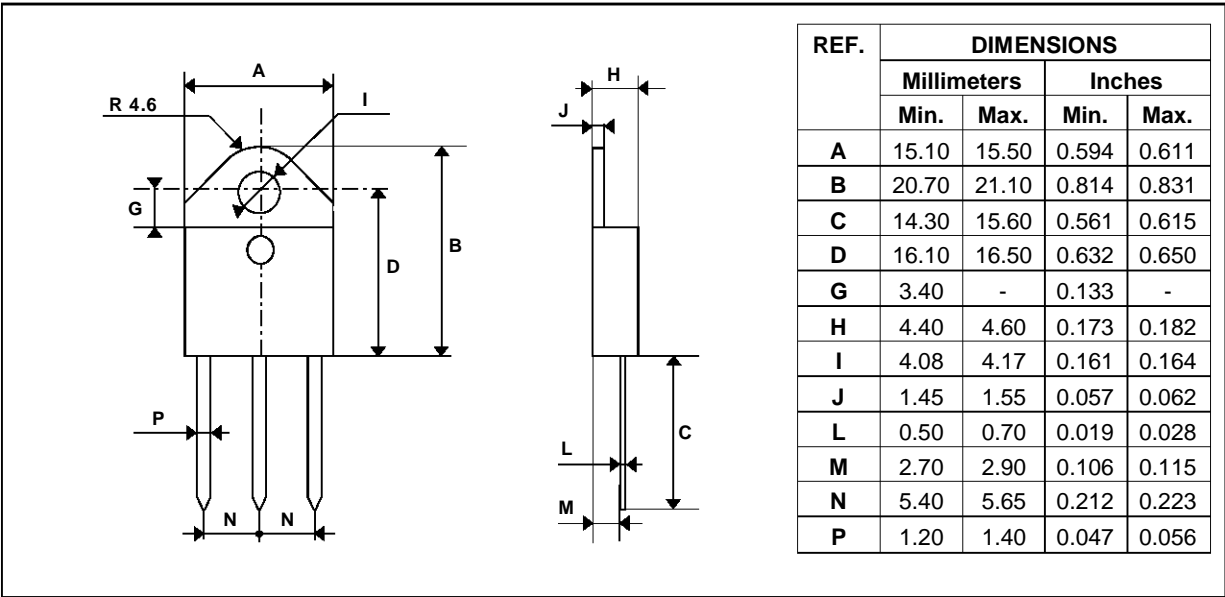 A
R 4.6
I
G
D
B
P
N N
H
J
C
L
M
REF. DIMENSIONS
Millimeters Inches
Min. Max. Min. Max.
A 15.10 15.50 0.594 0.611
B 20.70 21.10 0.814 0.831
C 14.30 15.60 0.561 0.615
D 16.10 16.50 0.632 0.650
G 3.40 - 0.133 -
H 4.40 4.60 0.173 0.182
I 4.08 4.17 0.161 0.164
J 1.45 1.55 0.057 0.062
L 0.50 0.70 0.019 0.028
M 2.70 2.90 0.106 0.115
N 5.40 5.65 0.212 0.223
P 1.20 1.40 0.047 0.056